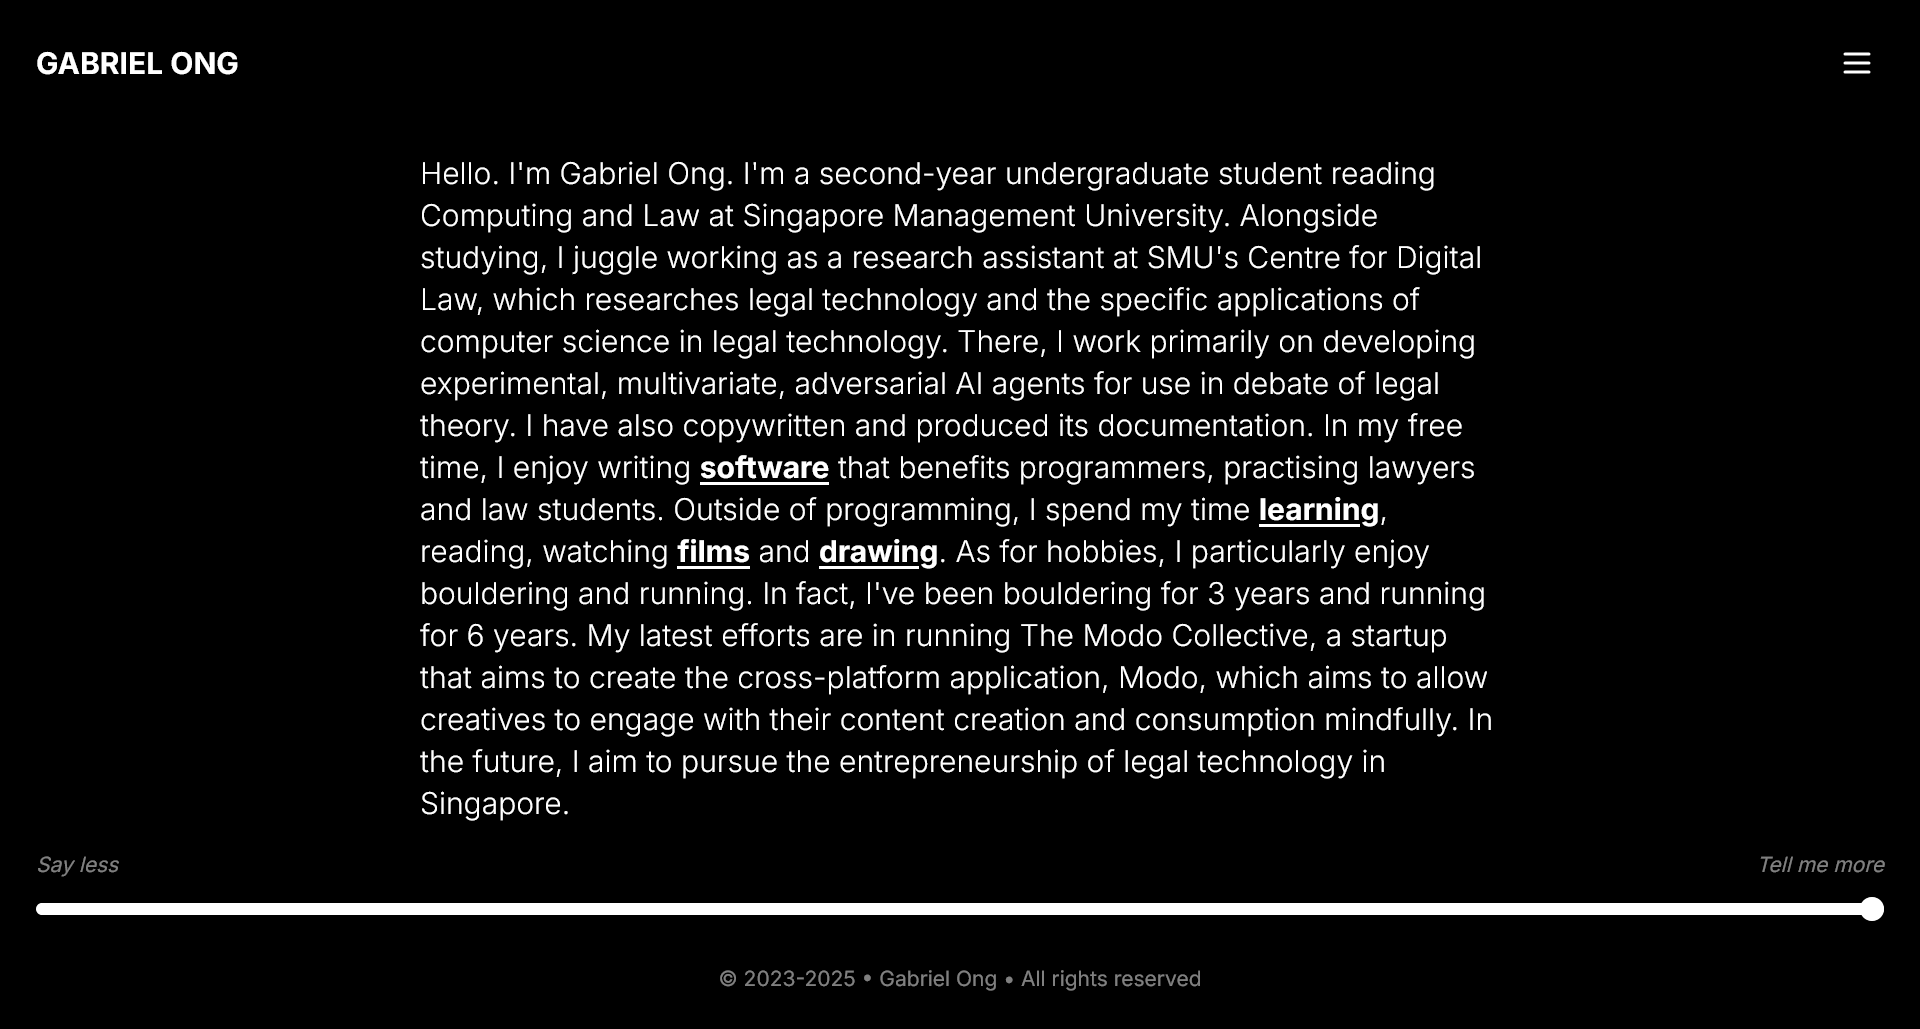 GABRIEL ONG
Hello. I'm Gabriel Ong. I'm a second-year undergraduate student reading
Computing and Law at Singapore Management University. Alongside
studying, I juggle working as a research assistant at SMU's Centre for Digital
Law, which researches legal technology and the specific applications of
computer science in legal technology. There, I work primarily on developing
experimental, multivariate, adversarial AI agents for use in debate of legal
theory. I have also copywritten and produced its documentation. In my free
time, I enjoy writing software that benefits programmers, practising lawyers
and law students. Outside of programming, I spend my time learning,
reading, watching films and drawing. As for hobbies, I particularly enjoy
bouldering and running. In fact, I've been bouldering for 3 years and running
for 6 years. My latest efforts are in running The Modo Collective, a startup
that aims to create the cross-platform application, Modo, which aims to allow
creatives to engage with their content creation and consumption mindfully. In
the future, I aim to pursue the entrepreneurship of legal technology in
Singapore.
Say less
Tell me more
© 2023-2025 • Gabriel Ong • All rights reserved